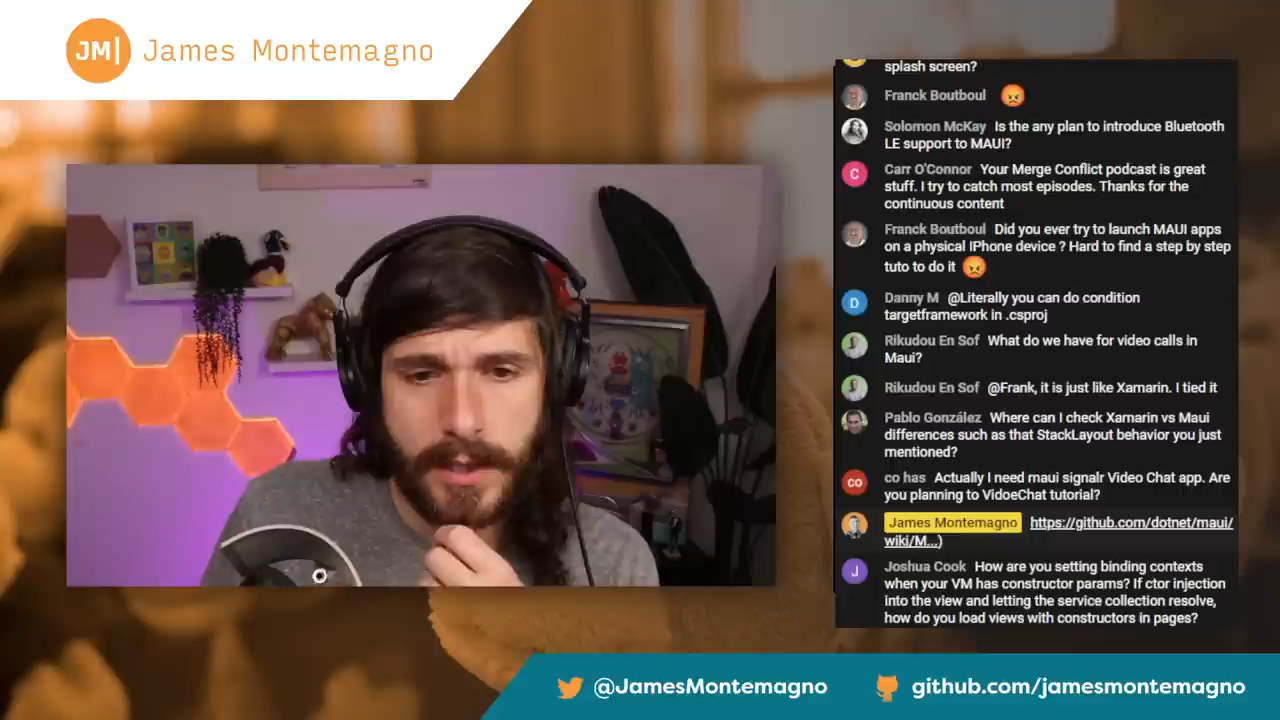 JM|
James Montemagno
splash screen?
Franck Boutboul 😡
Solomon McKay Is the any plan to introduce Bluetooth
LE support to MAUI?
C
Carr O'Connor Your Merge Conflict podcast is great
stuff. I try to catch most episodes. Thanks for the
continuous content
Franck Boutboul Did you ever try to launch MAUI apps
on a physical IPhone device ? Hard to find a step by step
tuto to do it 😡
D
Danny M @Literally you can do condition
targetframework in .csproj
Rikudou En Sof What do we have for video calls in
Maui?
Rikudou En Sof @Frank, it is just like Xamarin. I tied it
Pablo González Where can I check Xamarin vs Maui
differences such as that StackLayout behavior you just
mentioned?
co
co has Actually I need maui signalr Video Chat app. Are
you planning to VidoeChat tutorial?
James Montemagno https://github.com/dotnet/maui/
wiki/M...)
J
Joshua Cook How are you setting binding contexts
when your VM has constructor params? If ctor injection
into the view and letting the service collection resolve,
how do you load views with constructors in pages?
@JamesMontemagno
github.com/jamesmontemagno